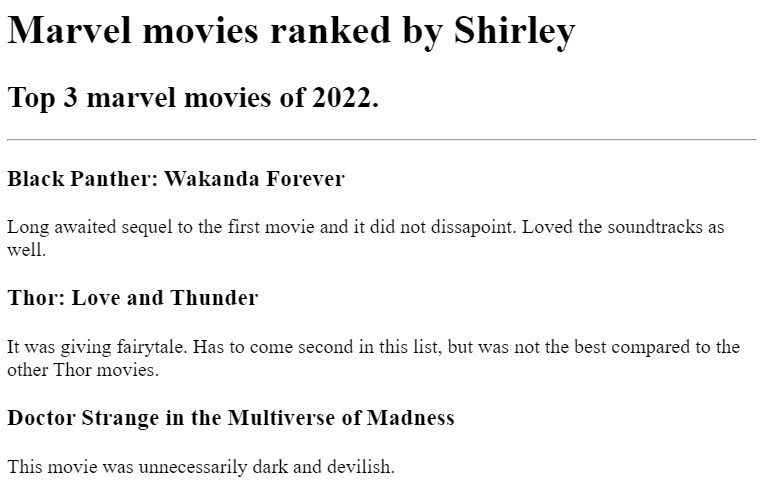 Marvel movies ranked by Shirley
Top 3 marvel movies of 2022.
Black Panther: Wakanda Forever
Long awaited sequel to the first movie and it did not dissapoint. Loved the soundtracks as
well.
Thor: Love and Thunder
It was giving fairytale. Has to come second in this list, but was not the best compared to the
other Thor movies.
Doctor Strange in the Multiverse of Madness
This movie was unnecessarily dark and devilish.